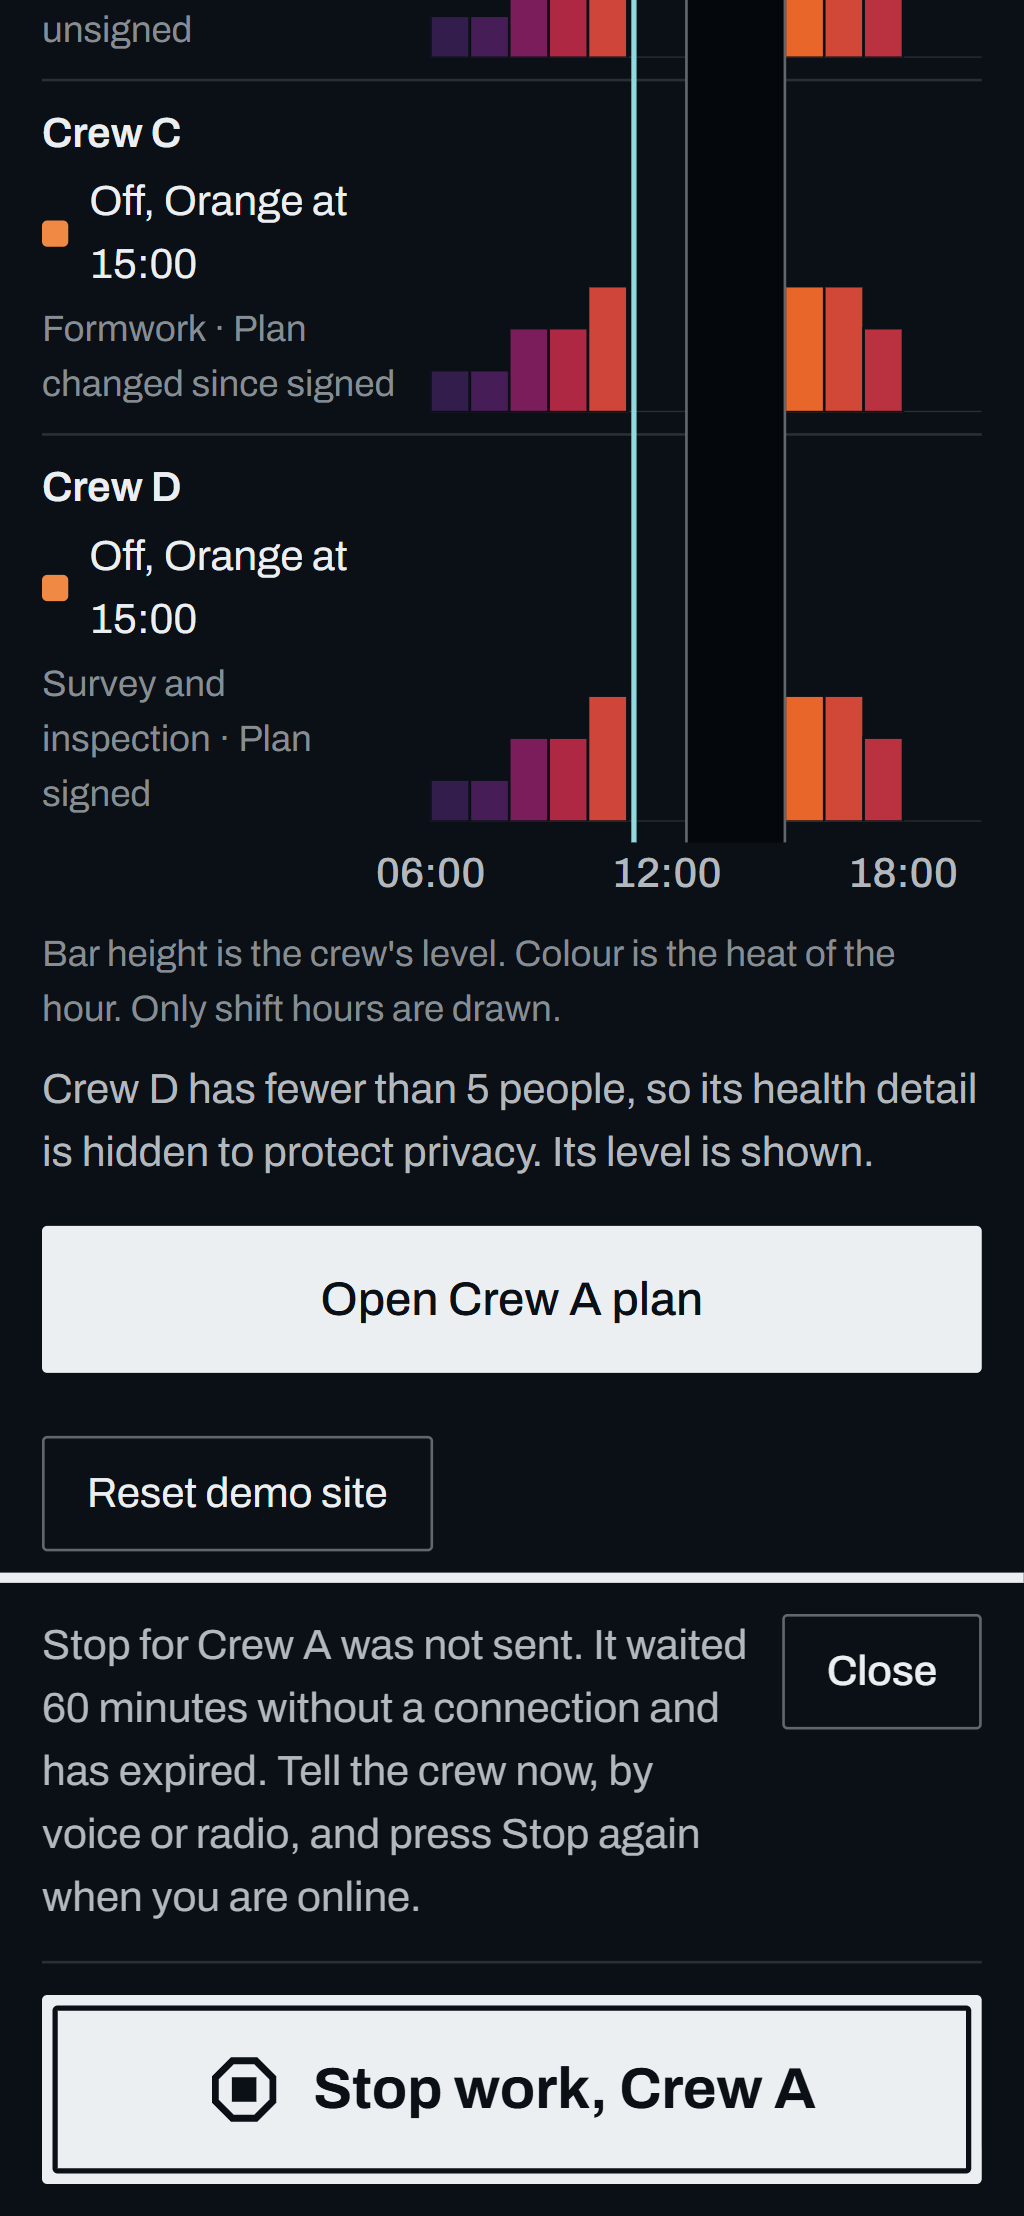 unsigned
Crew C
Off, Orange at
15:00
Formwork · Plan
changed since signed
Crew D
Off, Orange at
15:00
Survey and
inspection · Plan
signed
06:00 12:00 18:00
Bar height is the crew's level. Colour is the heat of the
hour. Only shift hours are drawn.
Crew D has fewer than 5 people, so its health detail
is hidden to protect privacy. Its level is shown.
Open Crew A plan
Reset demo site
Stop for Crew A was not sent. It waited
60 minutes without a connection and
has expired. Tell the crew now, by
voice or radio, and press Stop again
when you are online.
Close
Stop work, Crew A